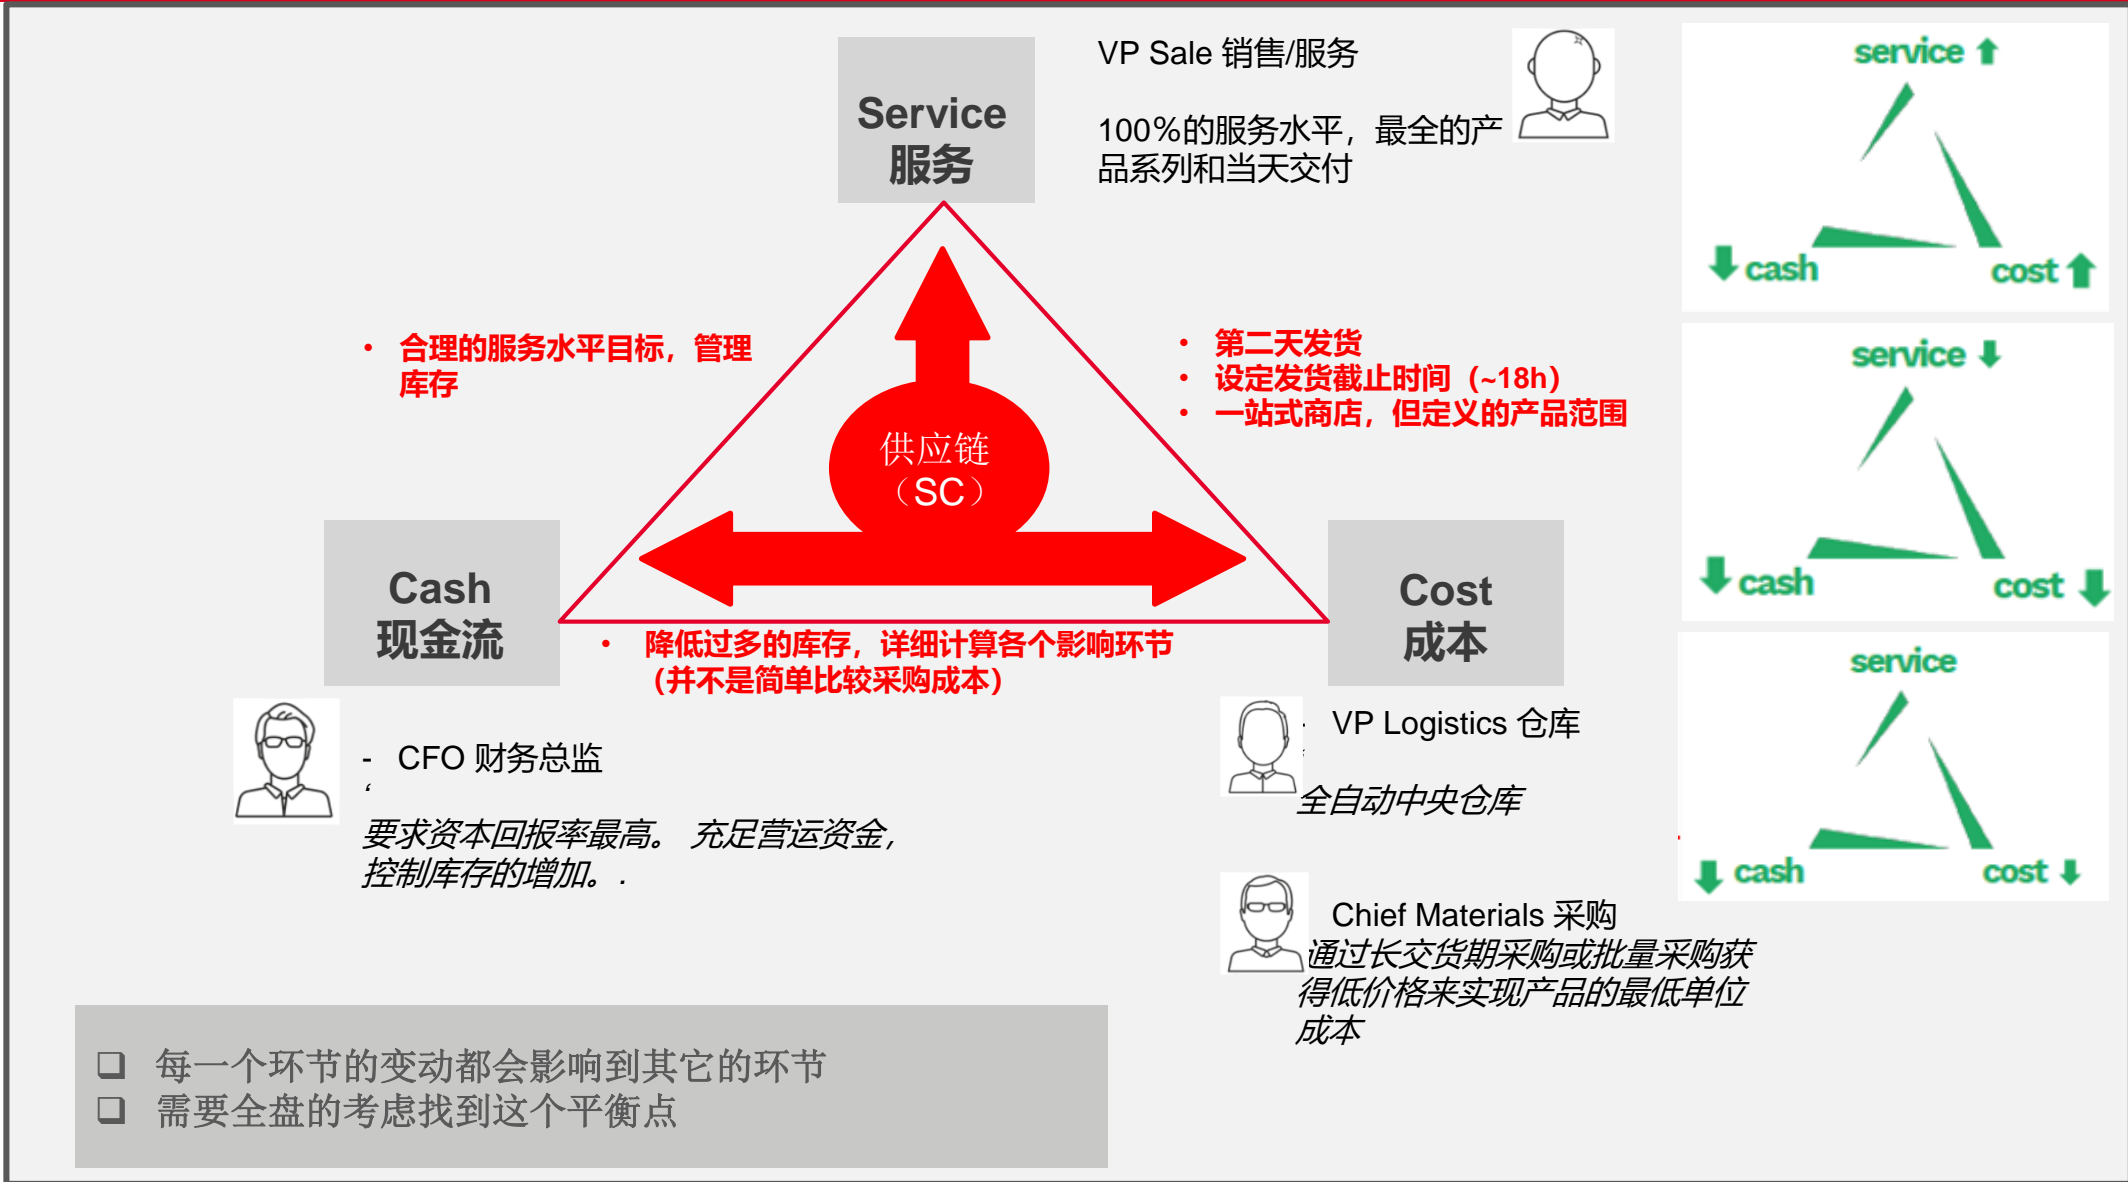 VP Sale 销售/服务
100%的服务水平，最全的产
品系列和当天交付
Service
服务
• 合理的服务水平目标，管理
库存
• 第二天发货
• 设定发货截止时间（~18h）
• 一站式商店，但定义的产品范围
供应链
（SC）
Cash
现金流
Cost
成本
• 降低过多的库存，详细计算各个影响环节
（并不是简单比较采购成本）
- CFO 财务总监
‘
要求资本回报率最高。 充足营运资金，
控制库存的增加。.
- VP Logistics 仓库
‘
全自动中央仓库
Chief Materials 采购
通过长交货期采购或批量采购获
得低价格来实现产品的最低单位
成本
service
cash
cost
service
cash
cost
service
cash
cost
❑ 每一个环节的变动都会影响到其它的环节
❑ 需要全盘的考虑找到这个平衡点